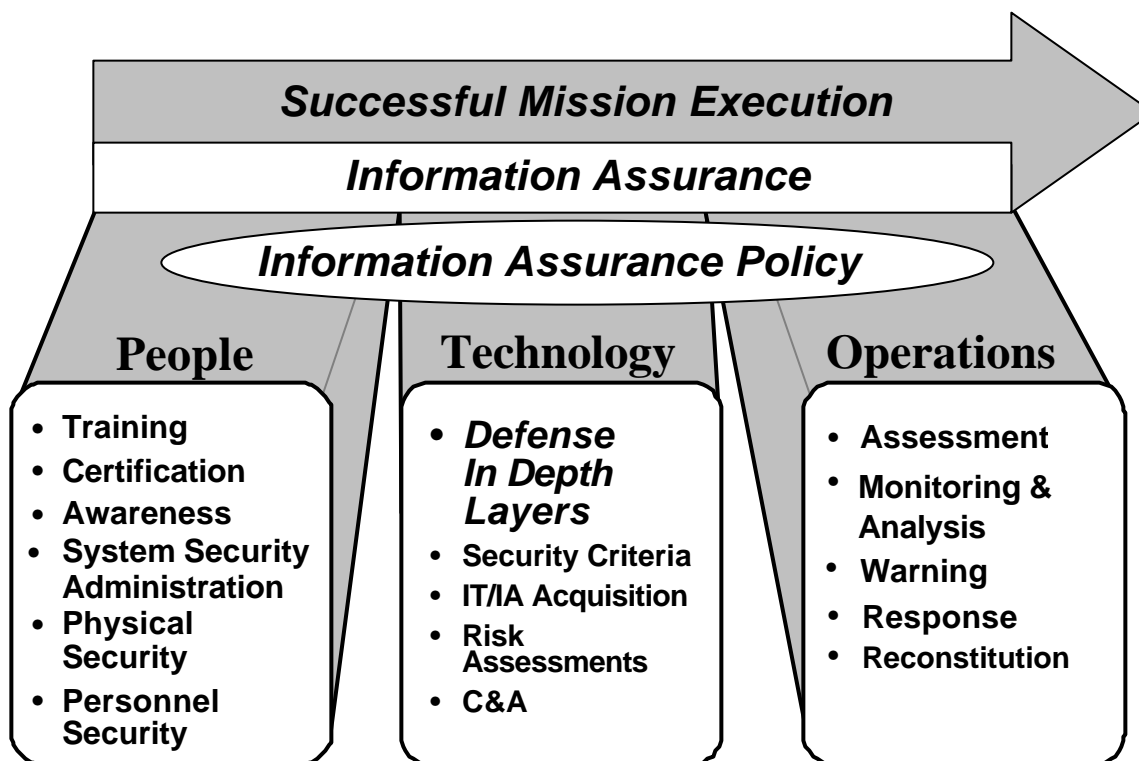 Successful Mission Execution
Information Assurance
Information Assurance Policy
People
• Training
• Certification
• Awareness
• System Security
Administration
• Physical
Security
• Personnel
Security
Technology
• Defense
In Depth
Layers
• Security Criteria
• IT/IA Acquisition
• Risk
Assessments
• C&A
Operations
• Assessment
• Monitoring &
Analysis
• Warning
• Response
• Reconstitution